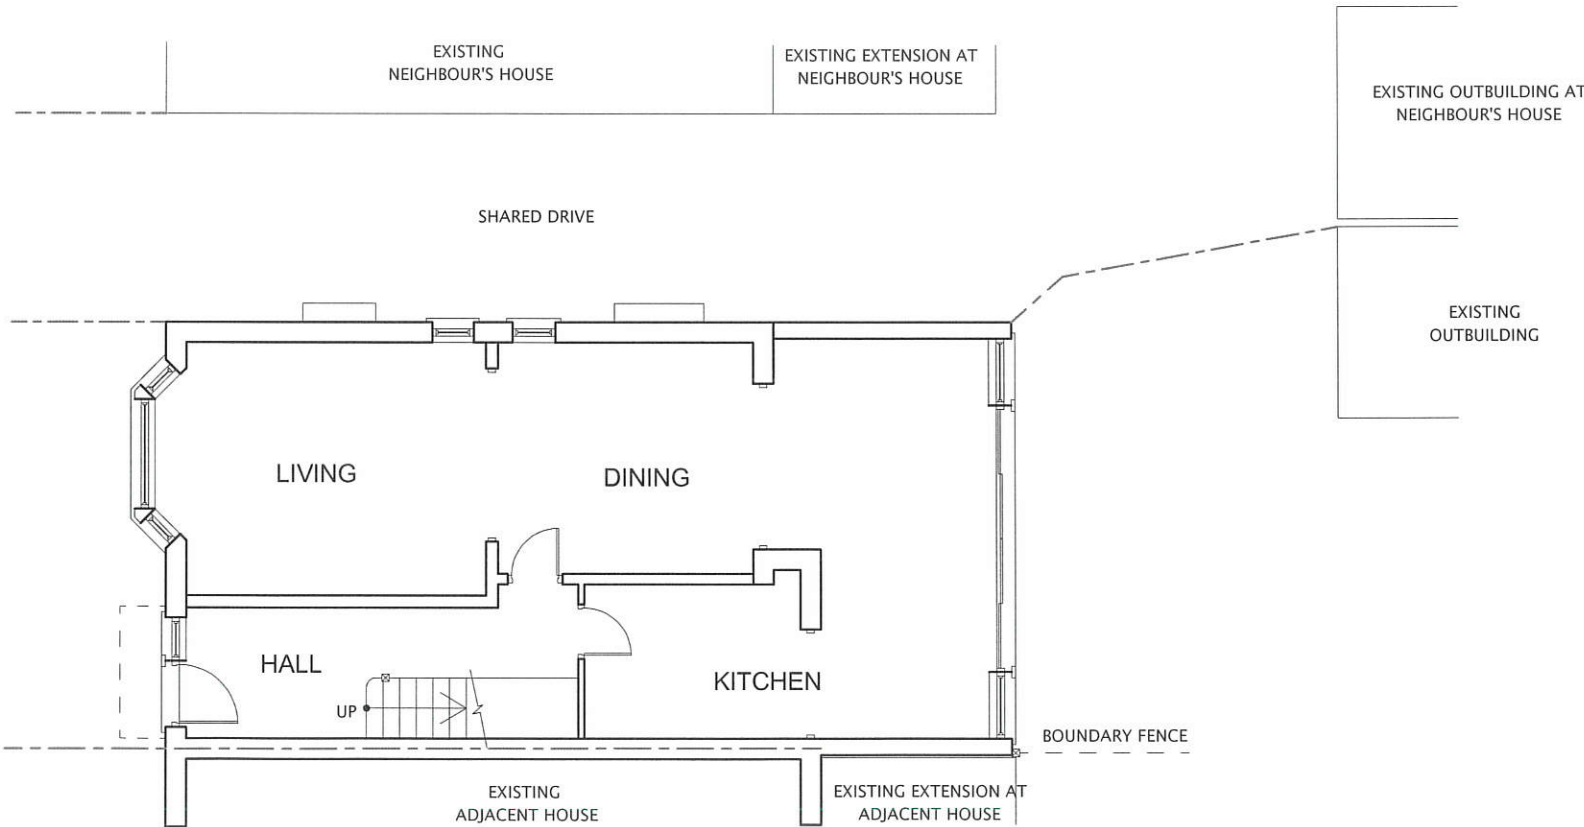 EXISTING
NEIGHBOUR'S HOUSE
EXISTING EXTENSION AT
NEIGHBOUR'S HOUSE
EXISTING OUTBUILDING AT
NEIGHBOUR'S HOUSE
SHARED DRIVE
EXISTING
OUTBUILDING
LIVING
DINING
HALL
KITCHEN
UP
BOUNDARY FENCE
EXISTING
ADJACENT HOUSE
EXISTING EXTENSION AT
ADJACENT HOUSE